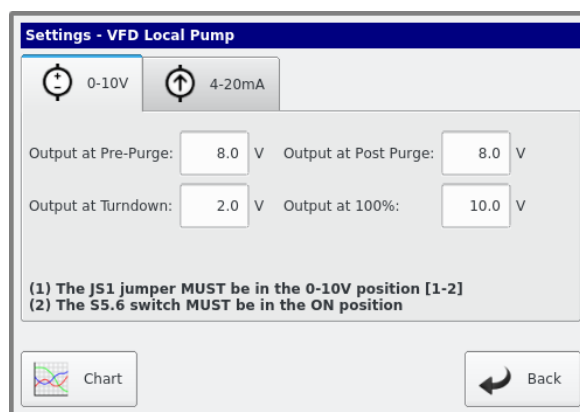 Settings - VFD Local Pump
0-10V 4-20mA
Output at Pre-Purge: 8.0 V Output at Post Purge: 8.0 V
Output at Turndown: 2.0 V Output at 100%: 10.0 V
(1) The JS1 jumper MUST be in the 0-10V position [1-2]
(2) The S5.6 switch MUST be in the ON position
Chart Back